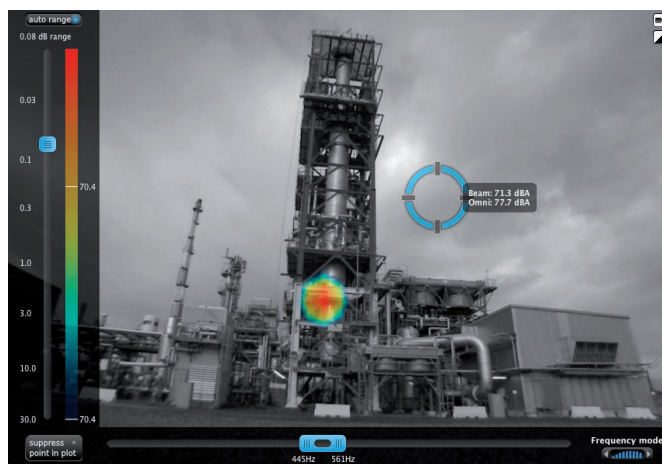 auto range
0.08 dB range
0.03
0.1
0.3
1.0
3.0
10.0
30.0
70.4
70.4
Beam: 71.3 dBA
Omni: 77.7 dBA
suppress
point in plot
445Hz 561Hz
Frequency mode